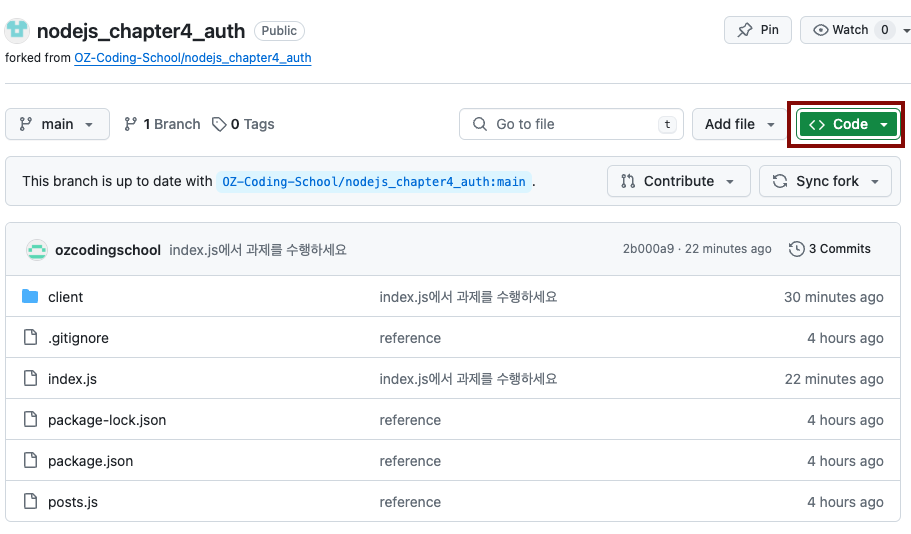 nodejs_chapter4_auth Public Pin Watch 0
forked from OZ-Coding-School/nodejs_chapter4_auth
main 1 Branch 0 Tags Go to file t Add file <> Code
This branch is up to date with OZ-Coding-School/nodejs_chapter4_auth:main . Contribute Sync fork
ozcodingschool index.js에서 과제를 수행하세요 2b000a9 · 22 minutes ago 3 Commits
client index.js에서 과제를 수행하세요 30 minutes ago
.gitignore reference 4 hours ago
index.js index.js에서 과제를 수행하세요 22 minutes ago
package-lock.json reference 4 hours ago
package.json reference 4 hours ago
posts.js reference 4 hours ago